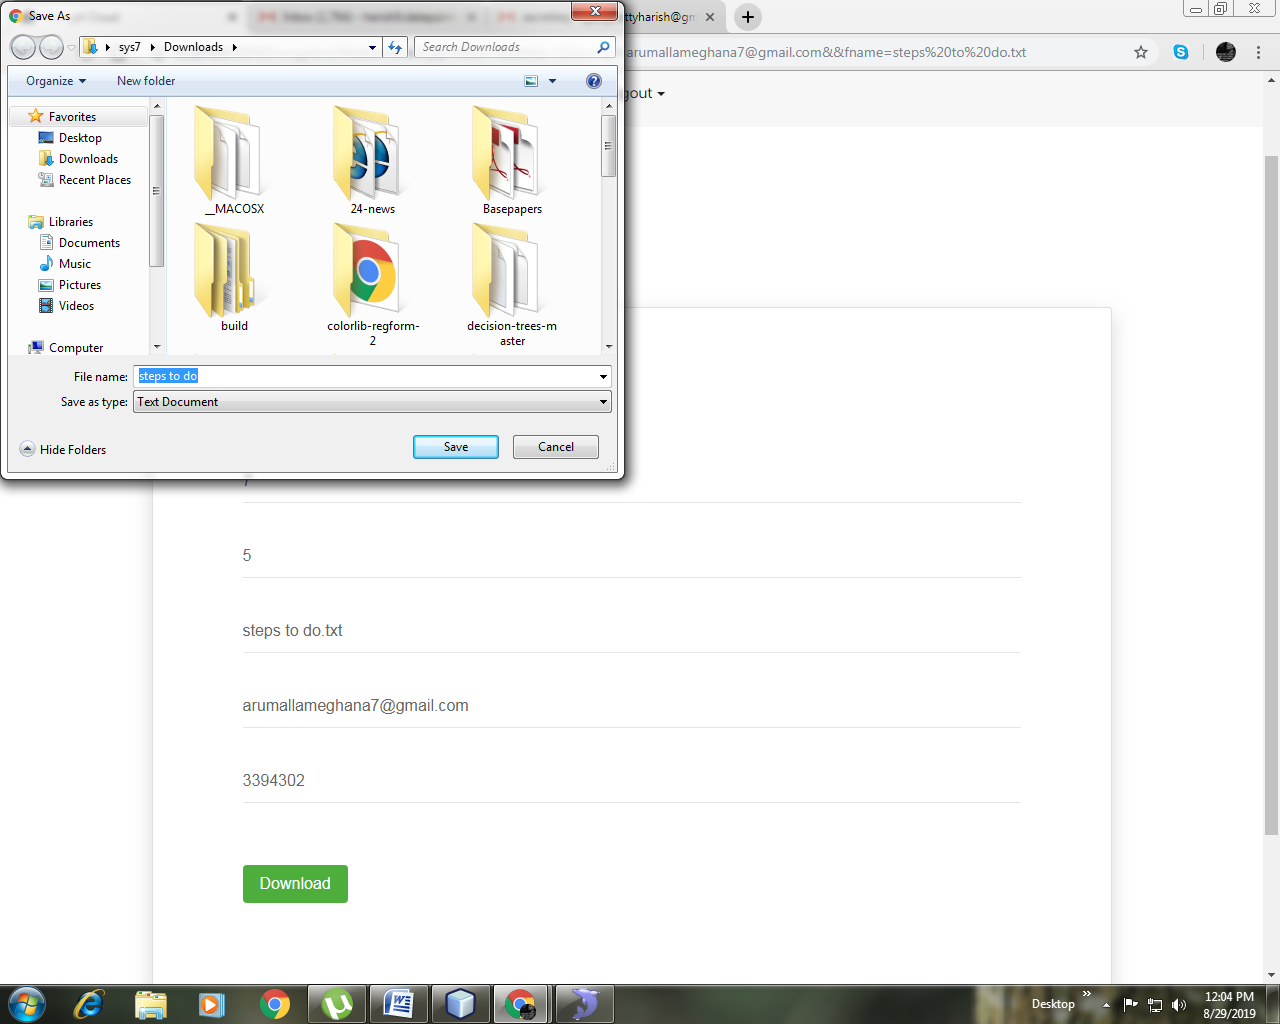 Save As
ttyharish@gm
sys7 Downloads
Search Downloads
arumallameghana7@gmail.com&&fname=steps%20to%20do.txt
Organize
New folder
gout
Favorites
Desktop
Downloads
Recent Places
Libraries
Documents
Music
Pictures
Videos
Computer
__MACOSX
24-news
Basepapers
build
colorlib-regform-
2
decision-trees-m
aster
File name: steps to do
Save as type: Text Document
Hide Folders
Save
Cancel
5
steps to do.txt
arumallameghana7@gmail.com
3394302
Download
Desktop
12:04 PM
8/29/2019